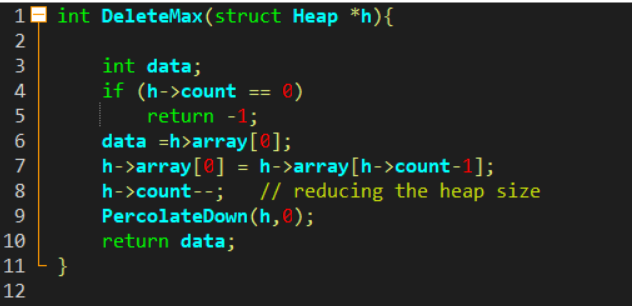 1 int DeleteMax(struct Heap *h){
2
3 int data;
4 if (h->count == 0)
5 return -1;
6 data =h>array[0];
7 h->array[0] = h->array[h->count-1];
8 h->count--; // reducing the heap size
9 PercolateDown(h,0);
10 return data;
11 }
12